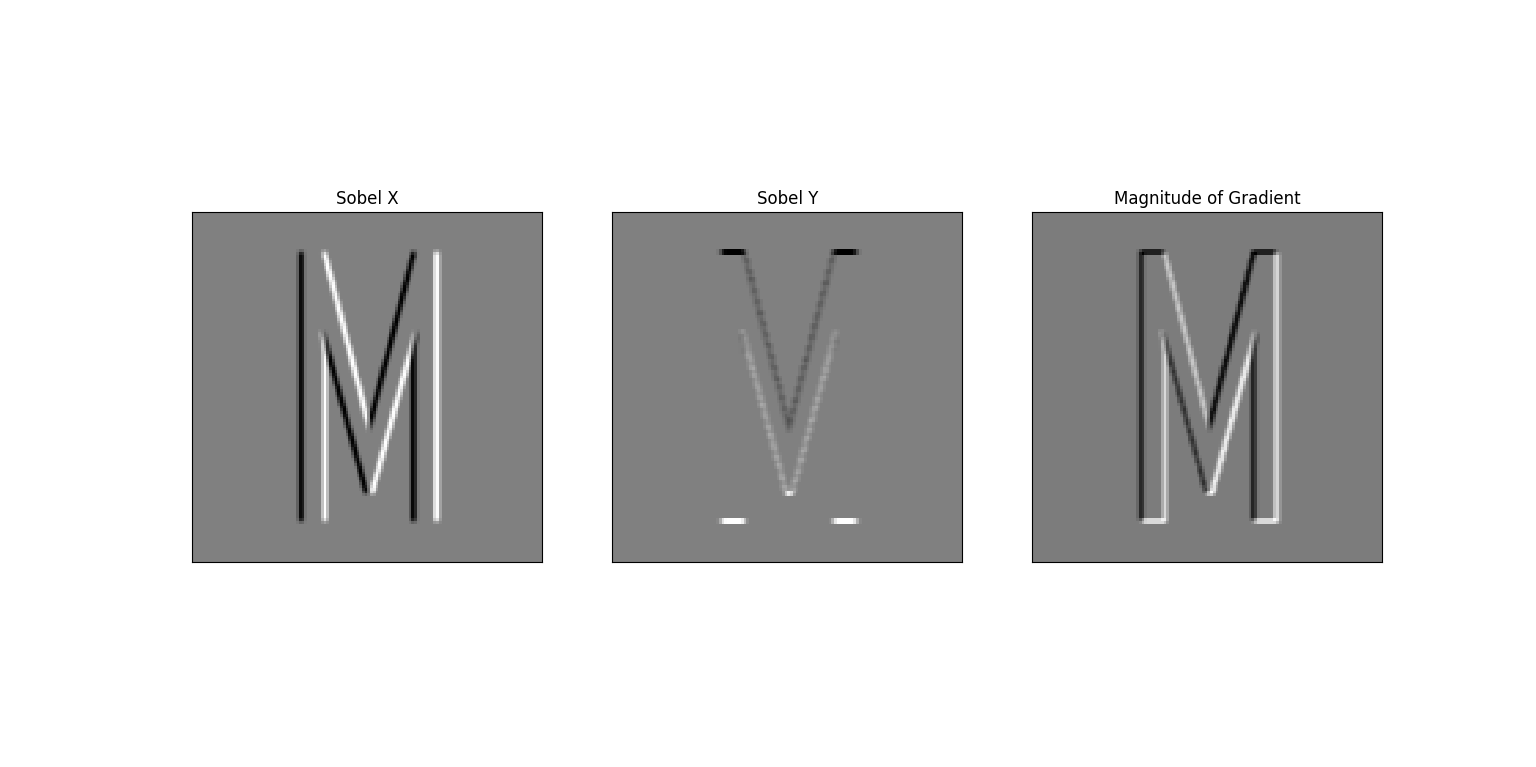 Sobel X
Sobel Y
Magnitude of Gradient
M
M